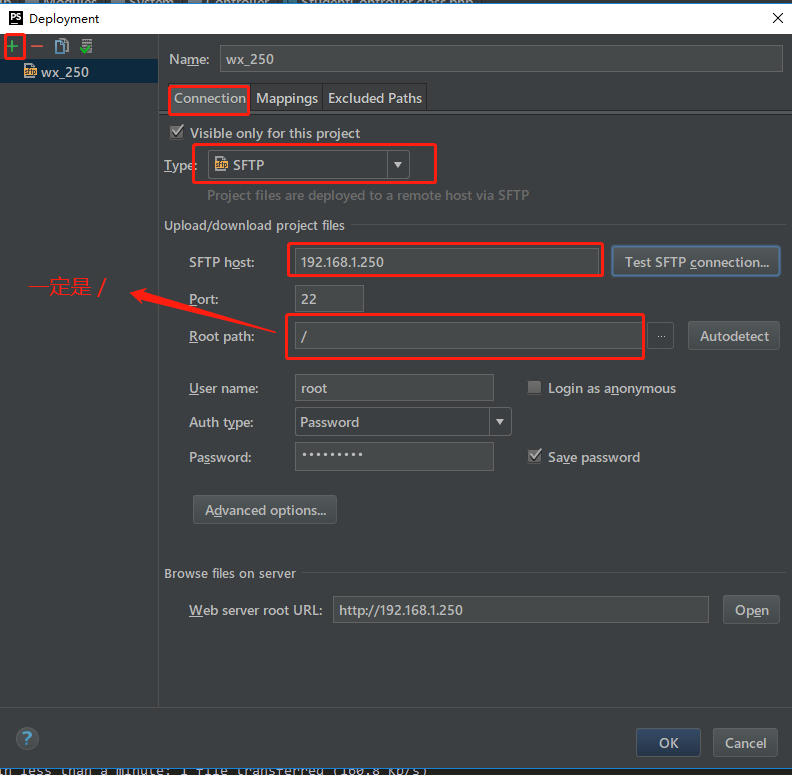 PS Deployment
wx_250
Name: wx_250
Connection Mappings Excluded Paths
Visible only for this project
Type: SFTP
Project files are deployed to a remote host via SFTP
Upload/download project files
SFTP host: 192.168.1.250 Test SFTP connection...
一定是 /
Port: 22
Root path: / ... Autodetect
User name: root Login as anonymous
Auth type: Password
Password: ••••••••• Save password
Advanced options...
Browse files on server
Web server root URL: http://192.168.1.250 Open
? OK Cancel
in less than a minute: 1 file transferred (160.8 Kb/s)